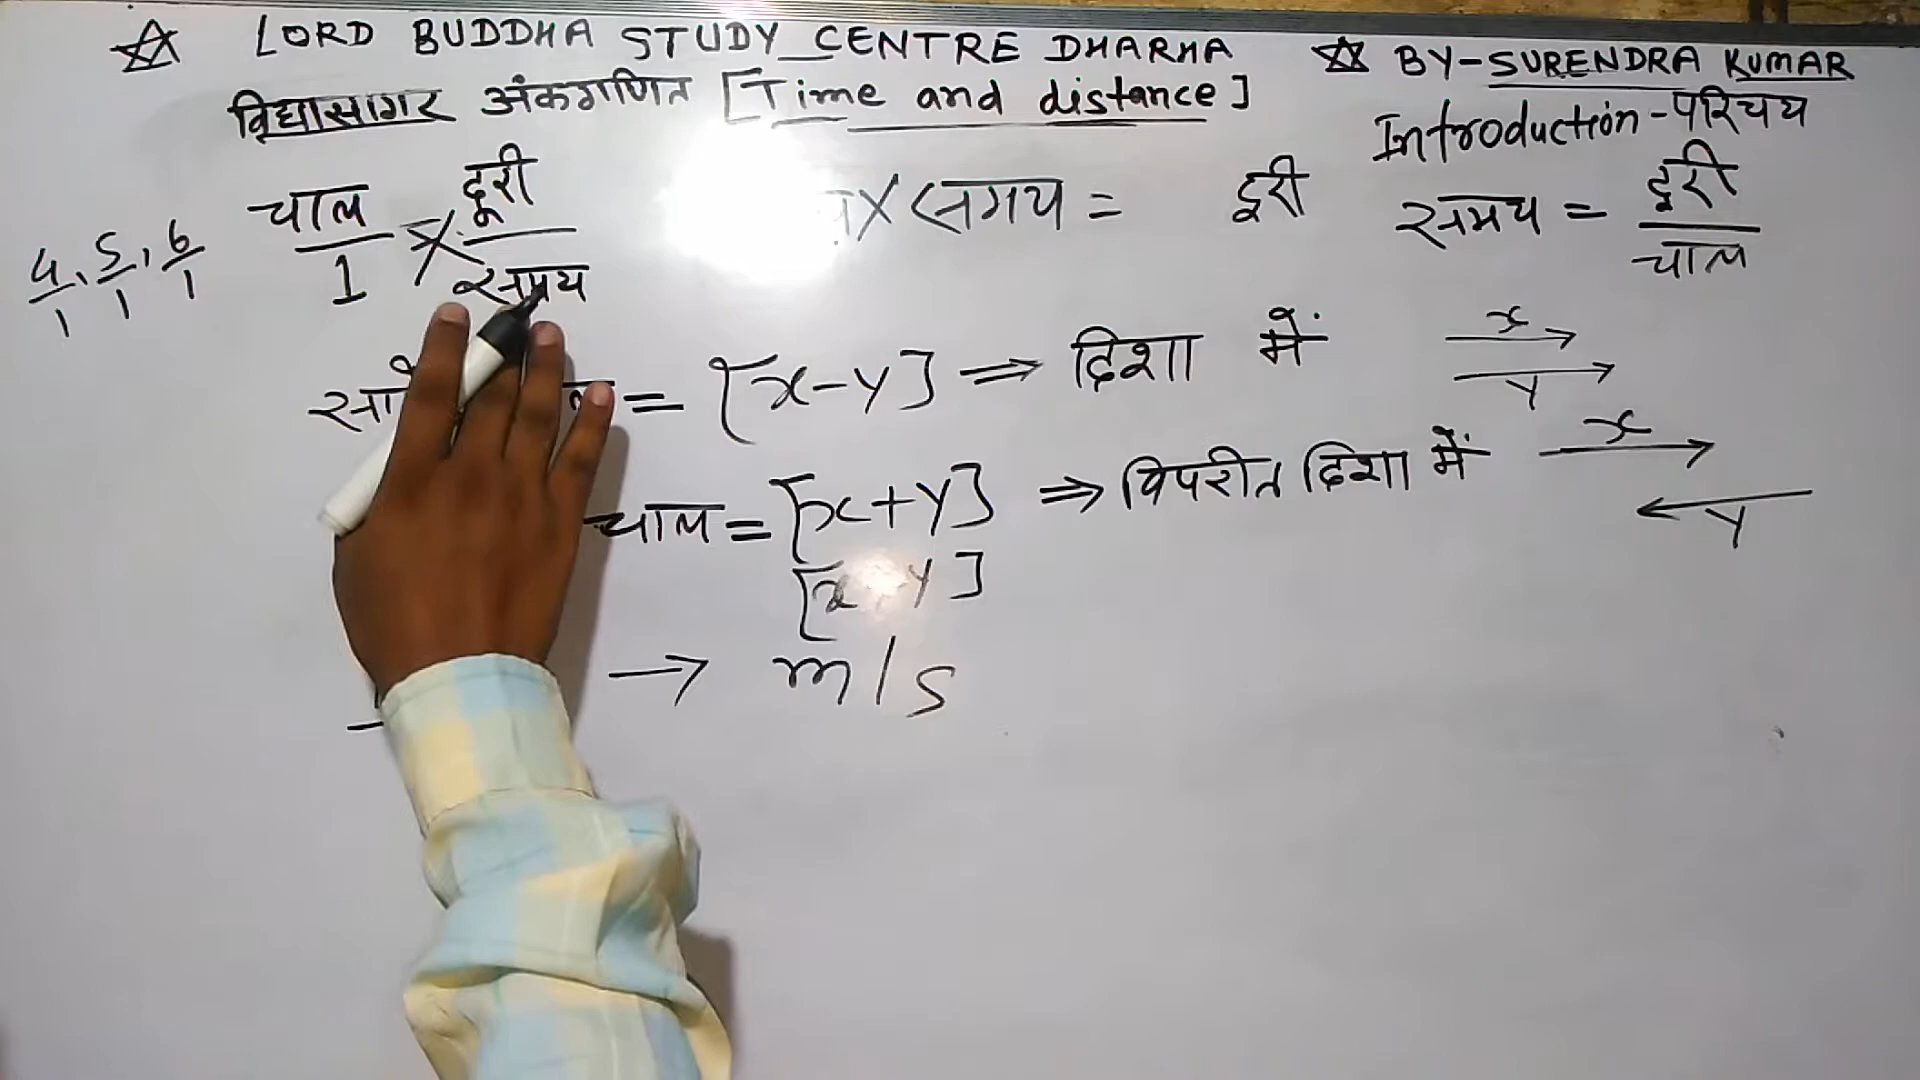 ☆ LORD BUDDHA STUDY CENTRE DHARHA ☆ BY-SURENDRA KUMAR
विद्यासागर अंकगणित [Time and distance] Introduction-परिचय
4/1, 5/1, 6/1 चाल/1 = दूरी/समय × समय = दूरी समय = दूरी/चाल
= [x-y] ⇒ दिशा में x → y →
चाल = [x+y] ⇒ विपरीत दिशा में x → y ←
[x+y]
→ m/s